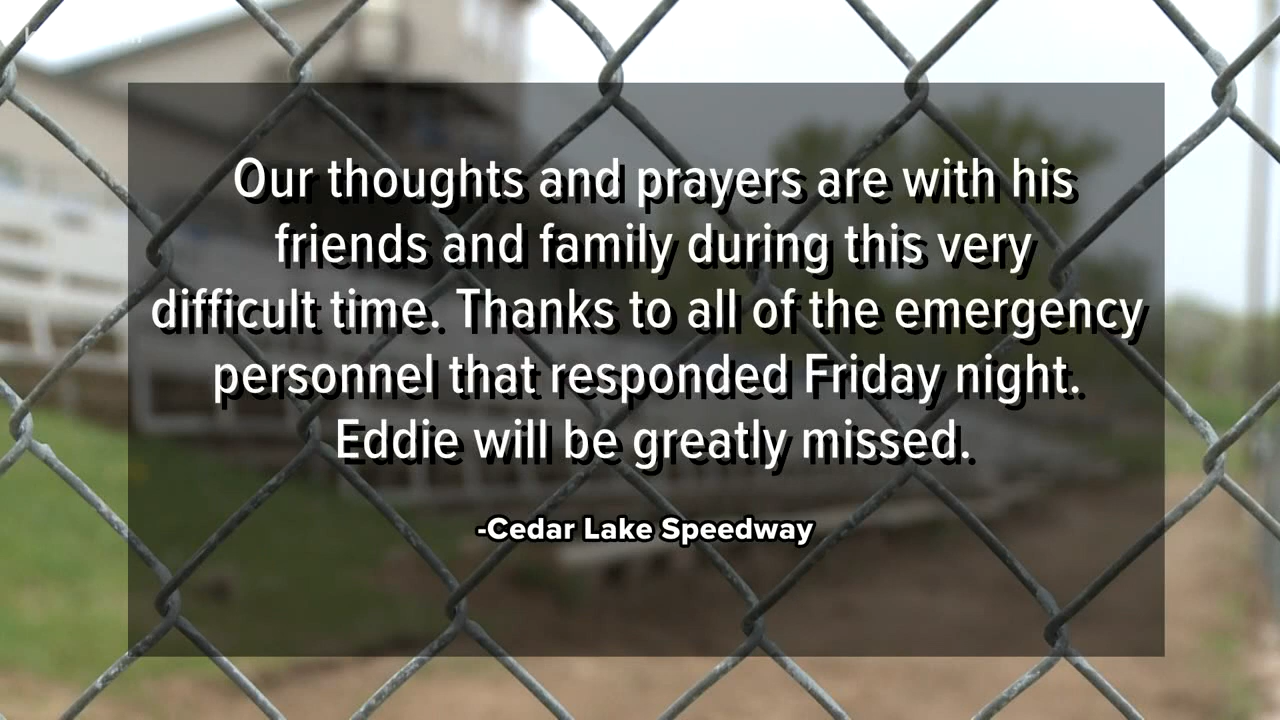 Our thoughts and prayers are with his
friends and family during this very
difficult time. Thanks to all of the emergency
personnel that responded Friday night.
Eddie will be greatly missed.
-Cedar Lake Speedway